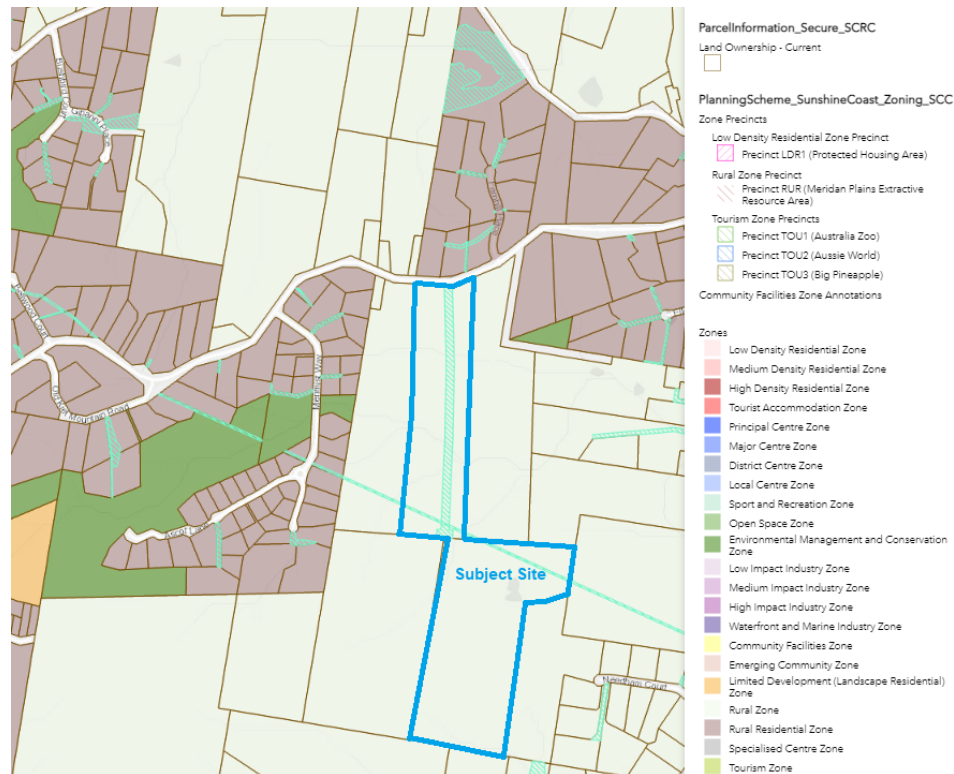 ParcelInformation_Secure_SCRC
Land Ownership - Current
PlanningScheme_SunshineCoast_Zoning_SCC
Zone Precincts
Low Density Residential Zone Precinct
Precinct LDR1 (Protected Housing Area)
Rural Zone Precinct
Precinct RUR (Meridan Plains Extractive
Resource Area)
Tourism Zone Precincts
Precinct TOU1 (Australia Zoo)
Precinct TOU2 (Aussie World)
Precinct TOU3 (Big Pineapple)
Community Facilities Zone Annotations
Zones
Low Density Residential Zone
Medium Density Residential Zone
High Density Residential Zone
Tourist Accommodation Zone
Principal Centre Zone
Major Centre Zone
District Centre Zone
Local Centre Zone
Sport and Recreation Zone
Open Space Zone
Environmental Management and Conservation
Zone
Low Impact Industry Zone
Medium Impact Industry Zone
High Impact Industry Zone
Waterfront and Marine Industry Zone
Community Facilities Zone
Emerging Community Zone
Limited Development (Landscape Residential)
Zone
Rural Zone
Rural Residential Zone
Specialised Centre Zone
Tourism Zone
Place
Old Mountain Road
Way
Lane
Subject Site
Needham Court